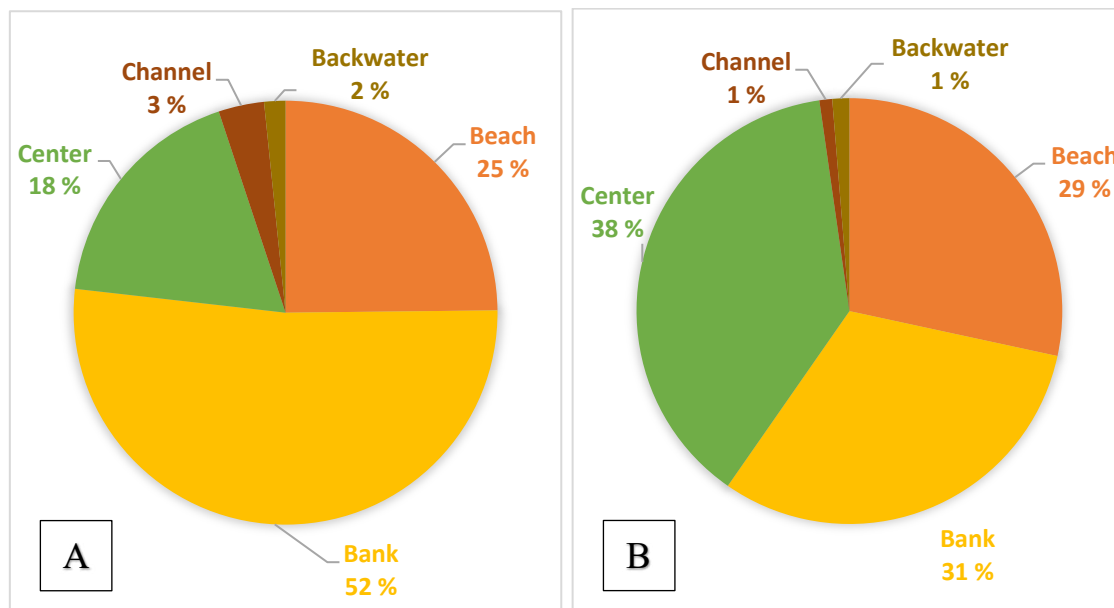 Backwater
2 %
Channel
3 %
Beach
25 %
Center
18 %
Bank
52 %
A
Backwater
1 %
Channel
1 %
Beach
29 %
Center
38 %
Bank
31 %
B